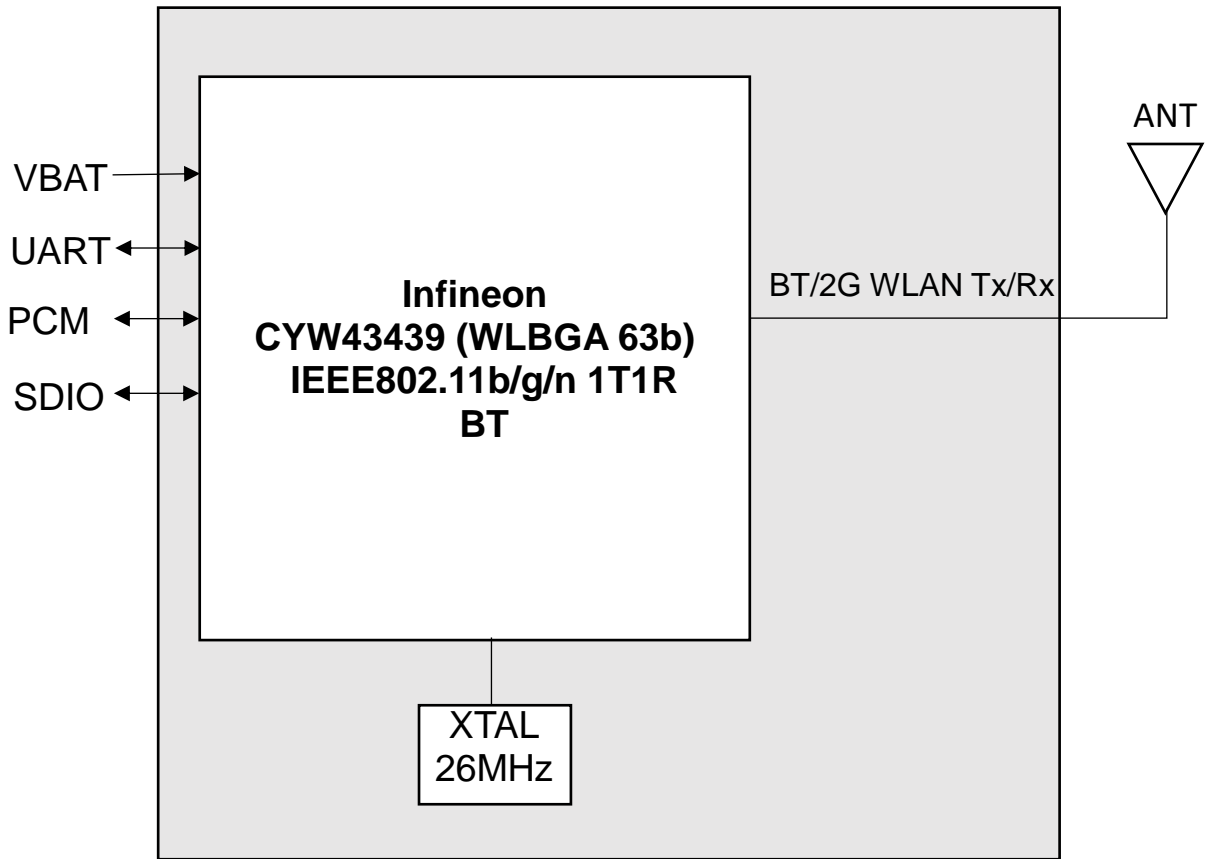 ANT
VBAT
UART
PCM
SDIO
BT/2G WLAN Tx/Rx
Infineon
CYW43439 (WLBGA 63b)
IEEE802.11b/g/n 1T1R
BT
XTAL
26MHz